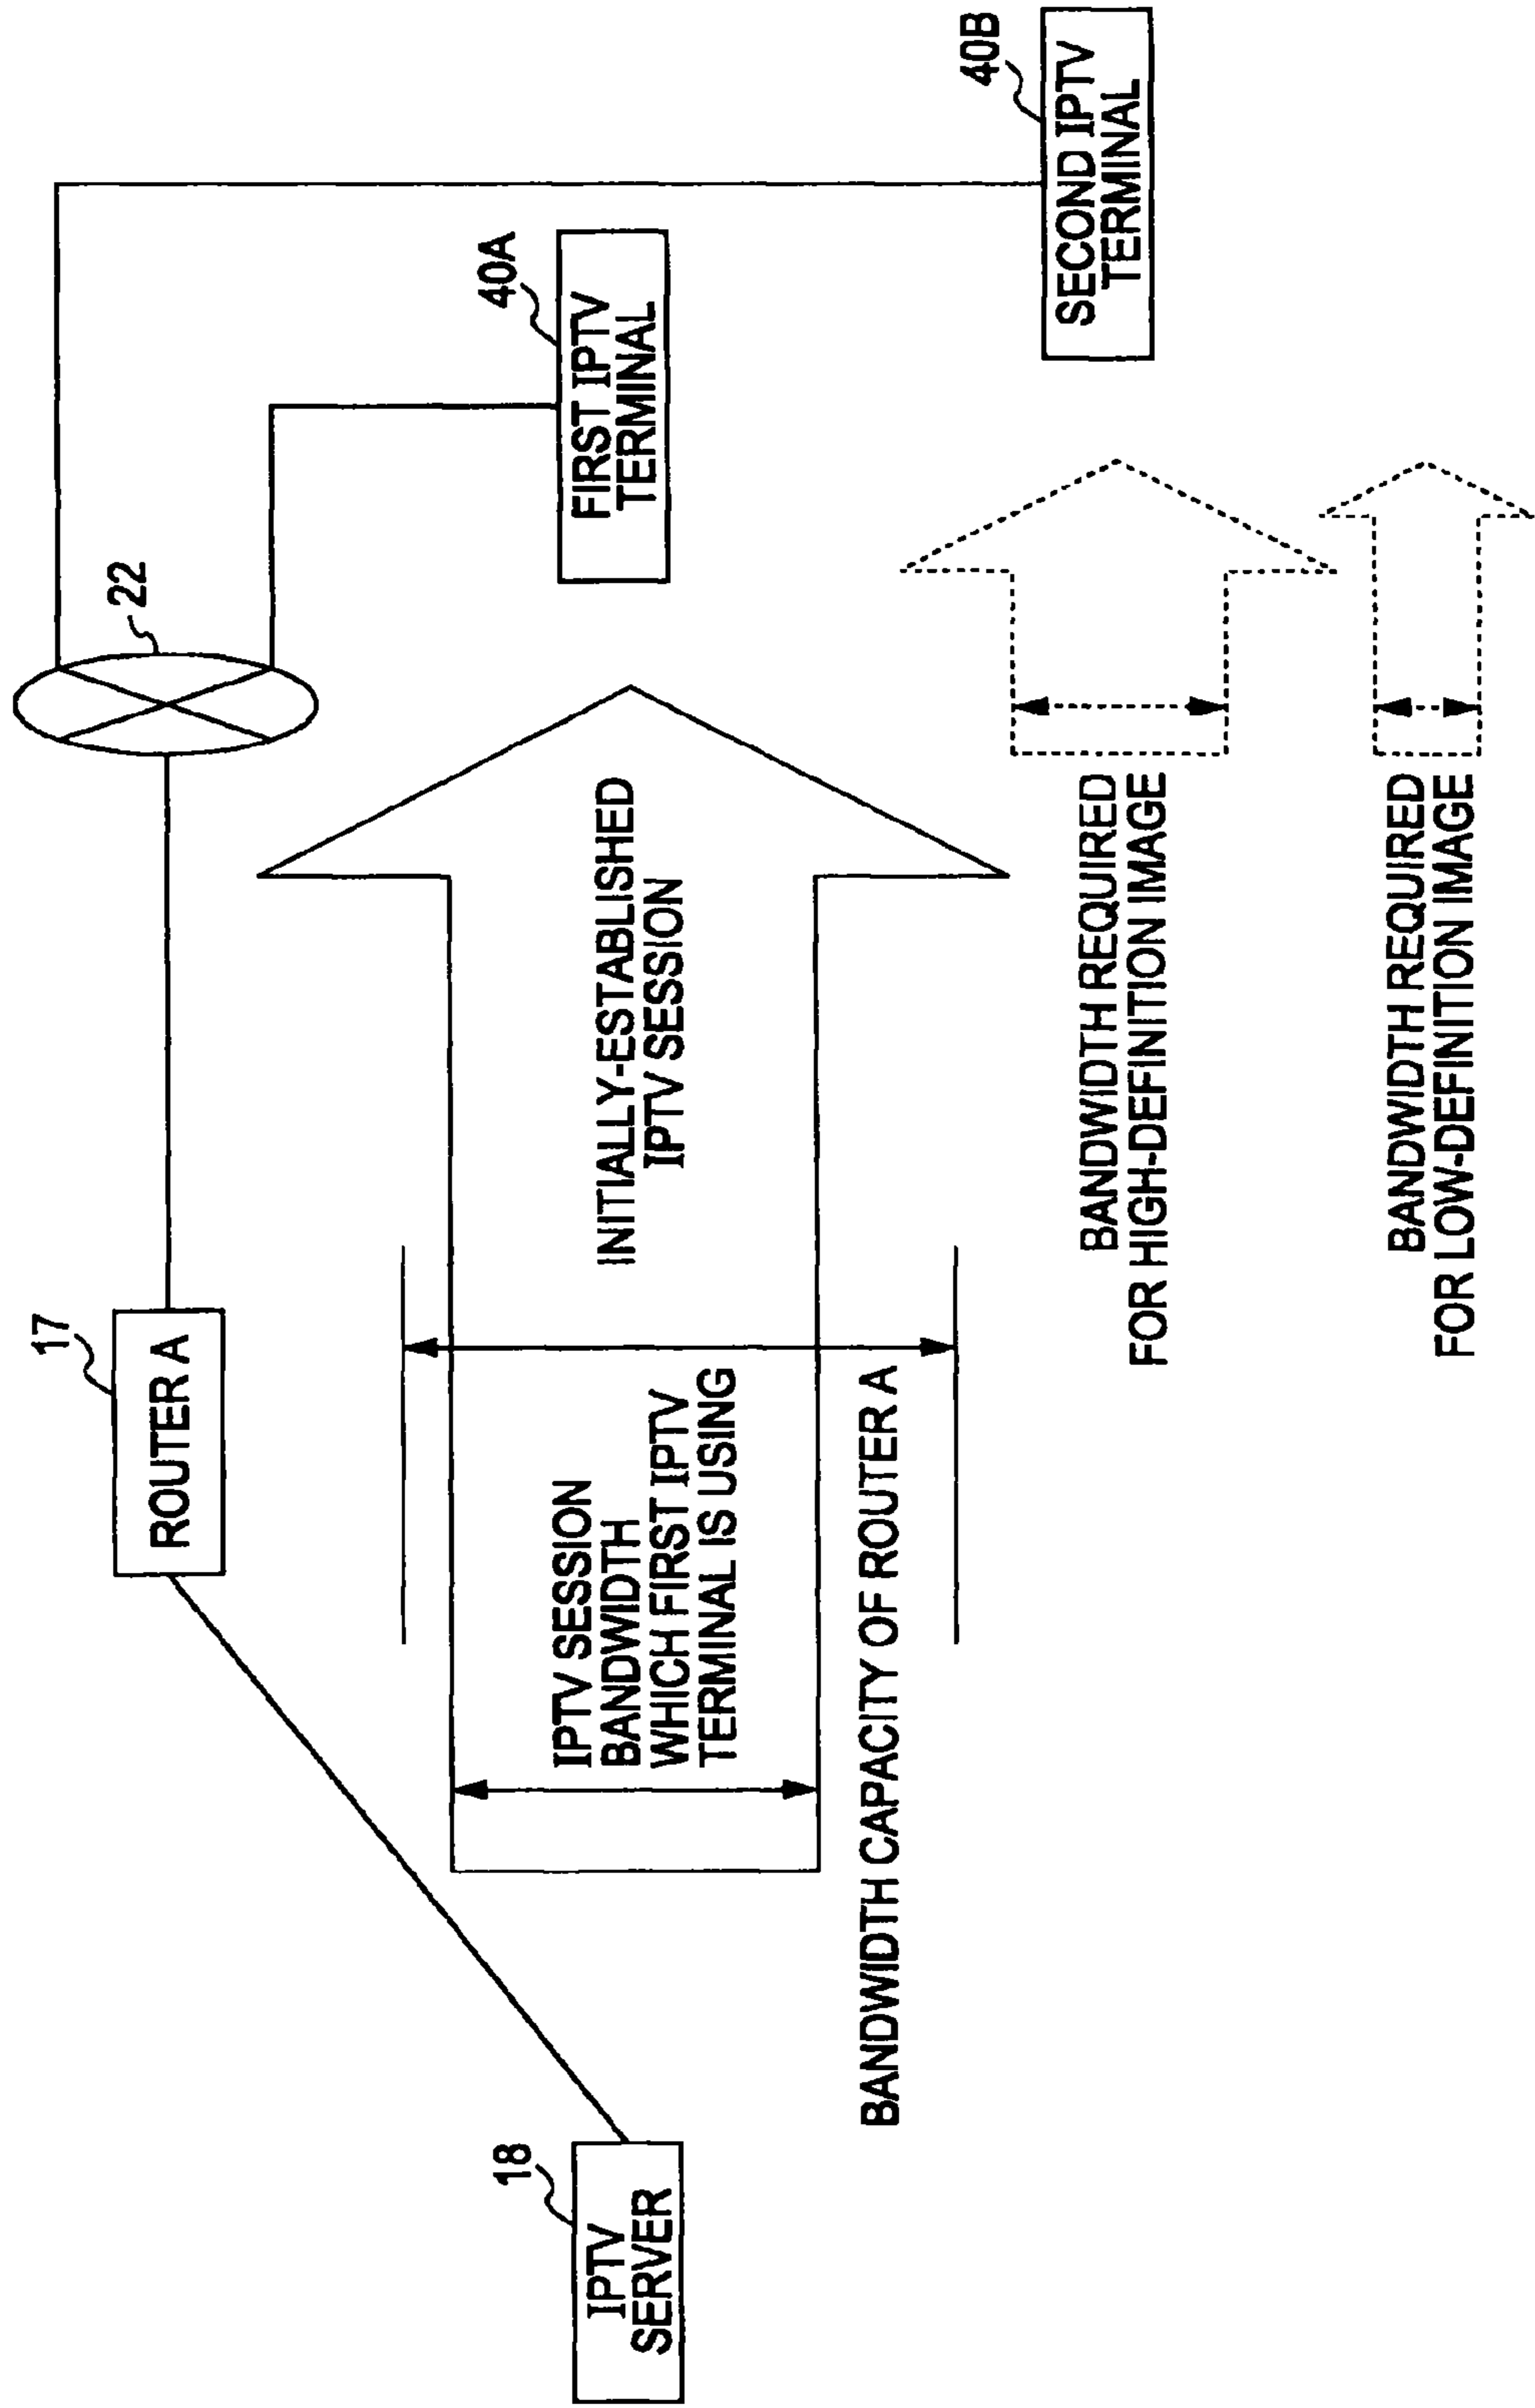 17
ROUTER A
22
18
IPTV
SERVER
40A
FIRST IPTV
TERMINAL
40B
SECOND IPTV
TERMINAL
IPTV SESSION
BANDWIDTH
WHICH FIRST IPTV
TERMINAL IS USING
INITIALLY-ESTABLISHED
IPTV SESSION
BANDWIDTH CAPACITY OF ROUTER A
BANDWIDTH REQUIRED
FOR HIGH-DEFINITION IMAGE
BANDWIDTH REQUIRED
FOR LOW-DEFINITION IMAGE